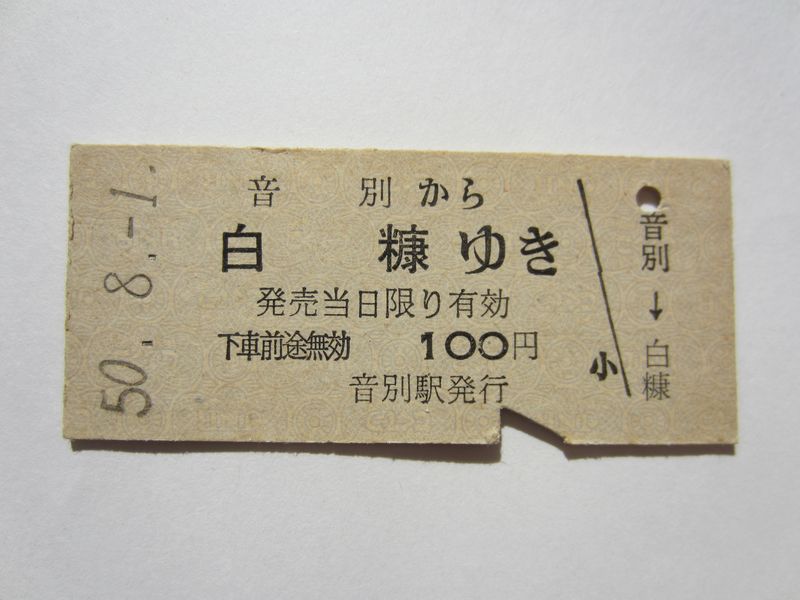 50.8.-1.
音別から
白糠ゆき
発売当日限り有効
下車前途無効 100円
音別駅発行
小
音別→白糠